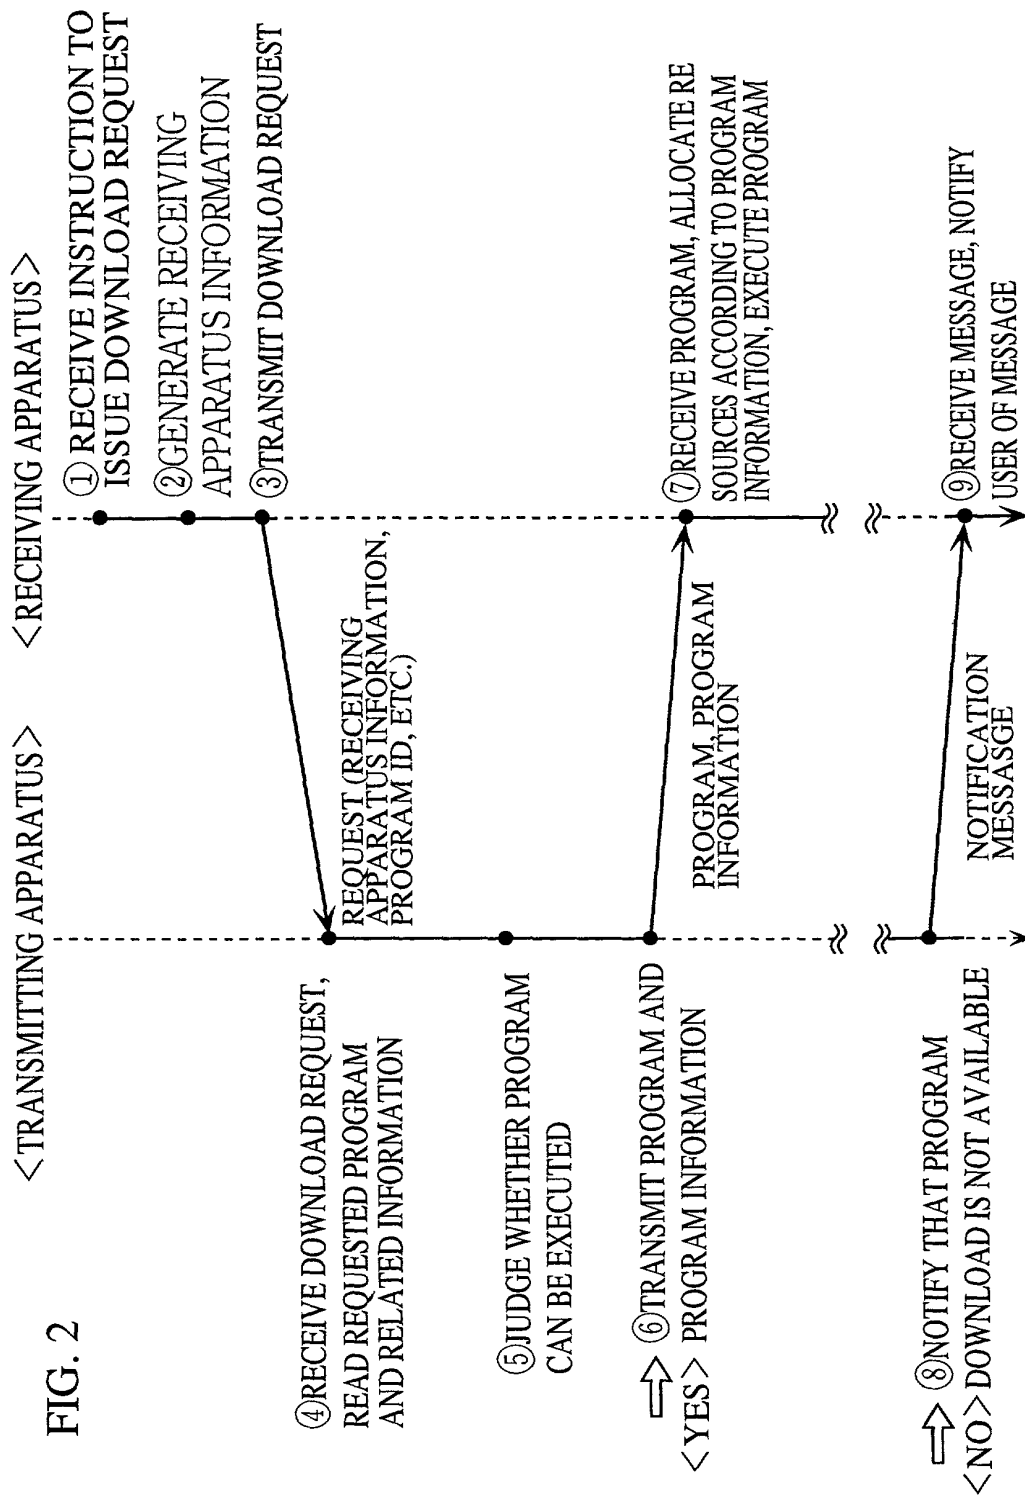 FIG. 2
<TRANSMITTING APPARATUS>
<RECEIVING APPARATUS>
① RECEIVE INSTRUCTION TO
ISSUE DOWNLOAD REQUEST
②GENERATE RECEIVING
APPARATUS INFORMATION
③TRANSMIT DOWNLOAD REQUEST
REQUEST (RECEIVING
APPARATUS INFORMATION,
PROGRAM ID, ETC.)
④RECEIVE DOWNLOAD REQUEST,
READ REQUESTED PROGRAM
AND RELATED INFORMATION
⑤JUDGE WHETHER PROGRAM
CAN BE EXECUTED
⑥TRANSMIT PROGRAM AND
<YES> PROGRAM INFORMATION
PROGRAM, PROGRAM
INFORMATION
⑦RECEIVE PROGRAM, ALLOCATE RE
SOURCES ACCORDING TO PROGRAM
INFORMATION, EXECUTE PROGRAM
⑧NOTIFY THAT PROGRAM
<NO>DOWNLOAD IS NOT AVAILABLE
NOTIFICATION
MESSASGE
⑨RECEIVE MESSAGE, NOTIFY
USER OF MESSAGE